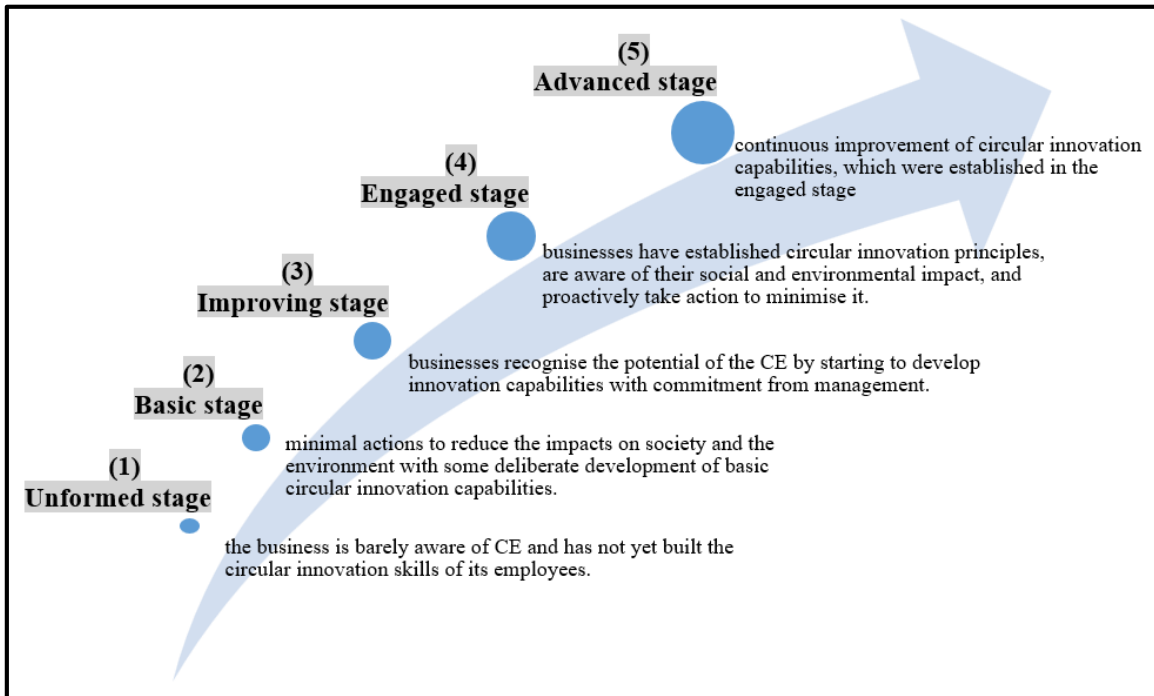 (5)
Advanced stage
continuous improvement of circular innovation
capabilities, which were established in the
engaged stage
(4)
Engaged stage
businesses have established circular innovation principles,
are aware of their social and environmental impact, and
proactively take action to minimise it.
(3)
Improving stage
businesses recognise the potential of the CE by starting to develop
innovation capabilities with commitment from management.
(2)
Basic stage
minimal actions to reduce the impacts on society and the
environment with some deliberate development of basic
circular innovation capabilities.
(1)
Unformed stage
the business is barely aware of CE and has not yet built the
circular innovation skills of its employees.